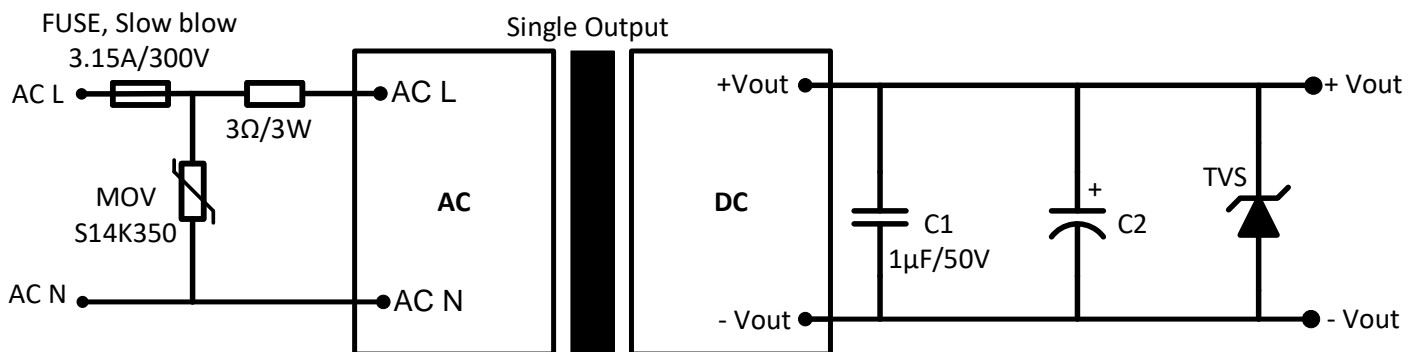 FUSE, Slow blow
3.15A/300V
Single Output
AC L
AC L
3Ω/3W
MOV
S14K350
AC N
AC N
AC
DC
+Vout
- Vout
C1
1µF/50V
+
C2
TVS
+ Vout
- Vout